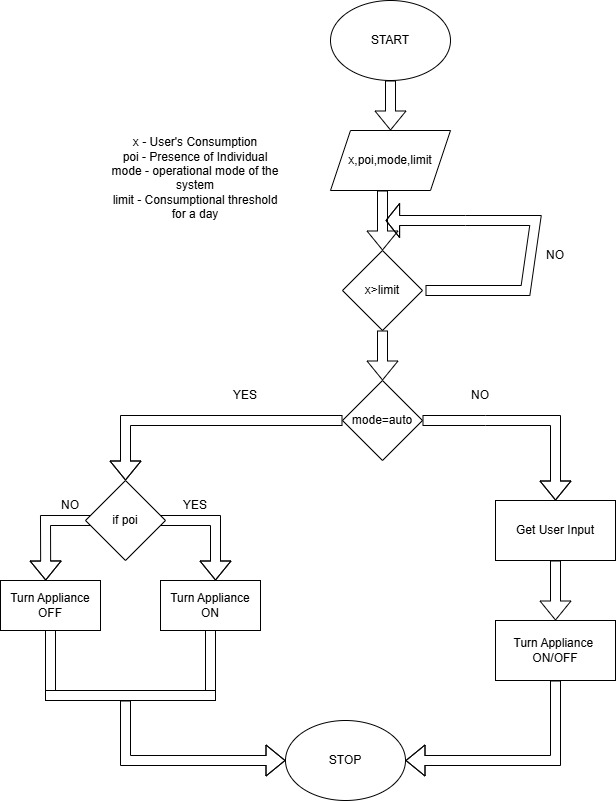 START
x,poi,mode,limit
x - User's Consumption
poi - Presence of Individual
mode - operational mode of the
system
limit - Consumptional threshold
for a day
NO
x>limit
YES
NO
mode=auto
NO
YES
if poi
Get User Input
Turn Appliance
OFF
Turn Appliance
ON
Turn Appliance
ON/OFF
STOP